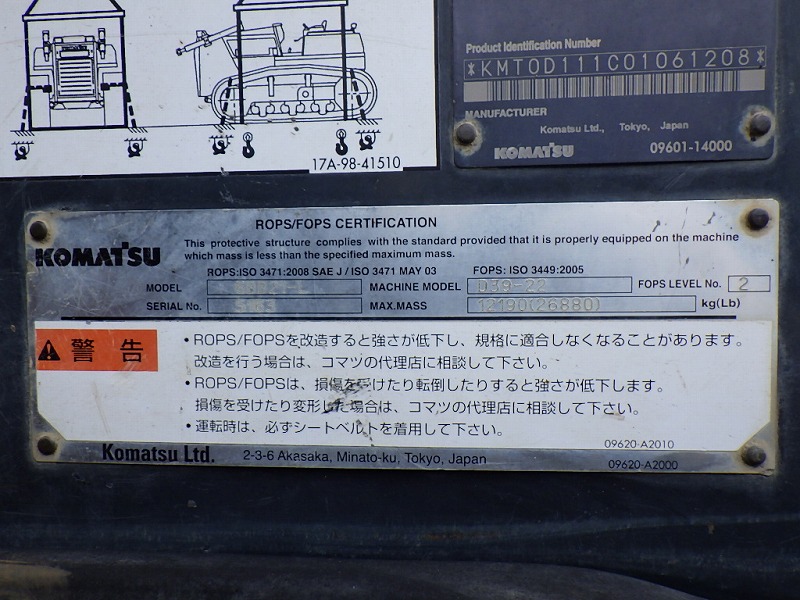 17A-98-41510
Product Identification Number
*KMT0D111C01061208*
MANUFACTURER
Komatsu Ltd., Tokyo, Japan
KOMATSU
09601-14000
ROPS/FOPS CERTIFICATION
KOMATSU
This protective structure complies with the standard provided that it is properly equipped on the machine
which mass is less than the specified maximum mass.
ROPS: ISO 3471:2008 SAE J / ISO 3471 MAY 03 FOPS: ISO 3449:2005
MODEL MACHINE MODEL D39-22 FOPS LEVEL No. 2
SERIAL No. MAX.MASS 12190(26880) kg(Lb)
警告
・ROPS/FOPSを改造すると強さが低下し、規格に適合しなくなることがあります。
改造を行う場合は、コマツの代理店に相談して下さい。
・ROPS/FOPSは、損傷を受けたり転倒したりすると強さが低下します。
損傷を受けたり変形した場合は、コマツの代理店に相談して下さい。
・運転時は、必ずシートベルトを着用して下さい。
09620-A2010
Komatsu Ltd. 2-3-6 Akasaka, Minato-ku, Tokyo, Japan
09620-A2000